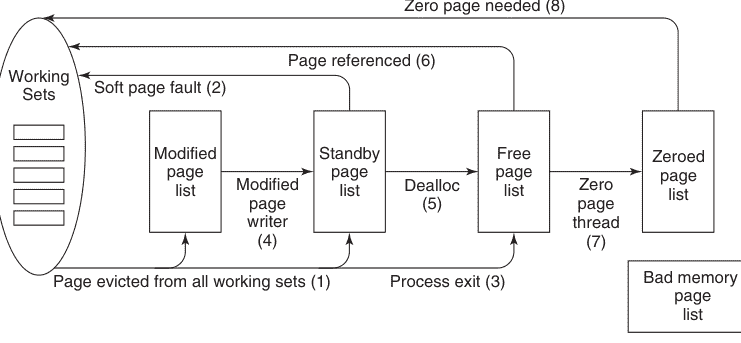 Zero page needed (8)
Page referenced (6)
Soft page fault (2)
Working
Sets
Modified
page
list
Modified
page
writer
(4)
Standby
page
list
Dealloc
(5)
Free
page
list
Zero
page
thread
(7)
Zeroed
page
list
Page evicted from all working sets (1)
Process exit (3)
Bad memory
page
list